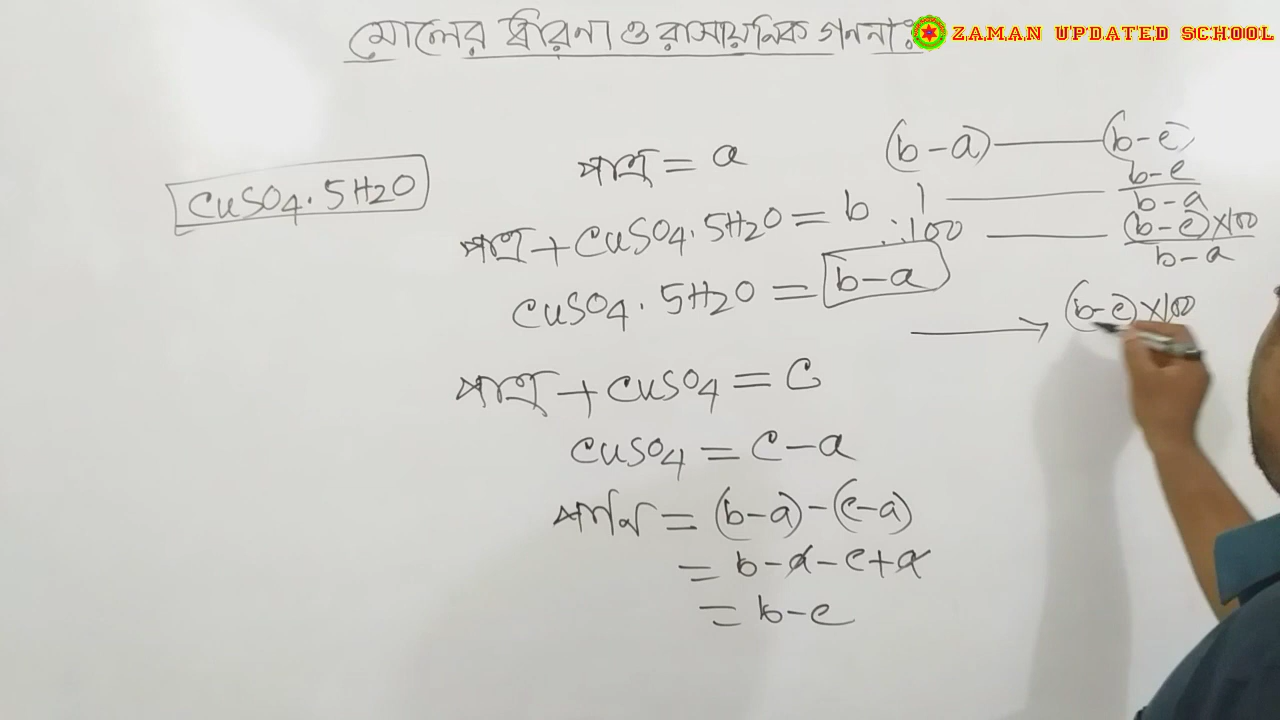 মোলের ধারণা ও রাসায়নিক গণনা:
ZAMAN UPDATED SCHOOL
CuSO4.5H2O
পাত্র = a
পাত্র + CuSO4.5H2O = b
CuSO4.5H2O = b-a
পাত্র + CuSO4 = C
CuSO4 = C-a
= (b-a)-(c-a)
= b-a-c+a
= b-c
(b-a) — (b-c)
1 — b-c / b-a
∴ 100 — (b-c)×100 / b-a
→ (b-c)×100